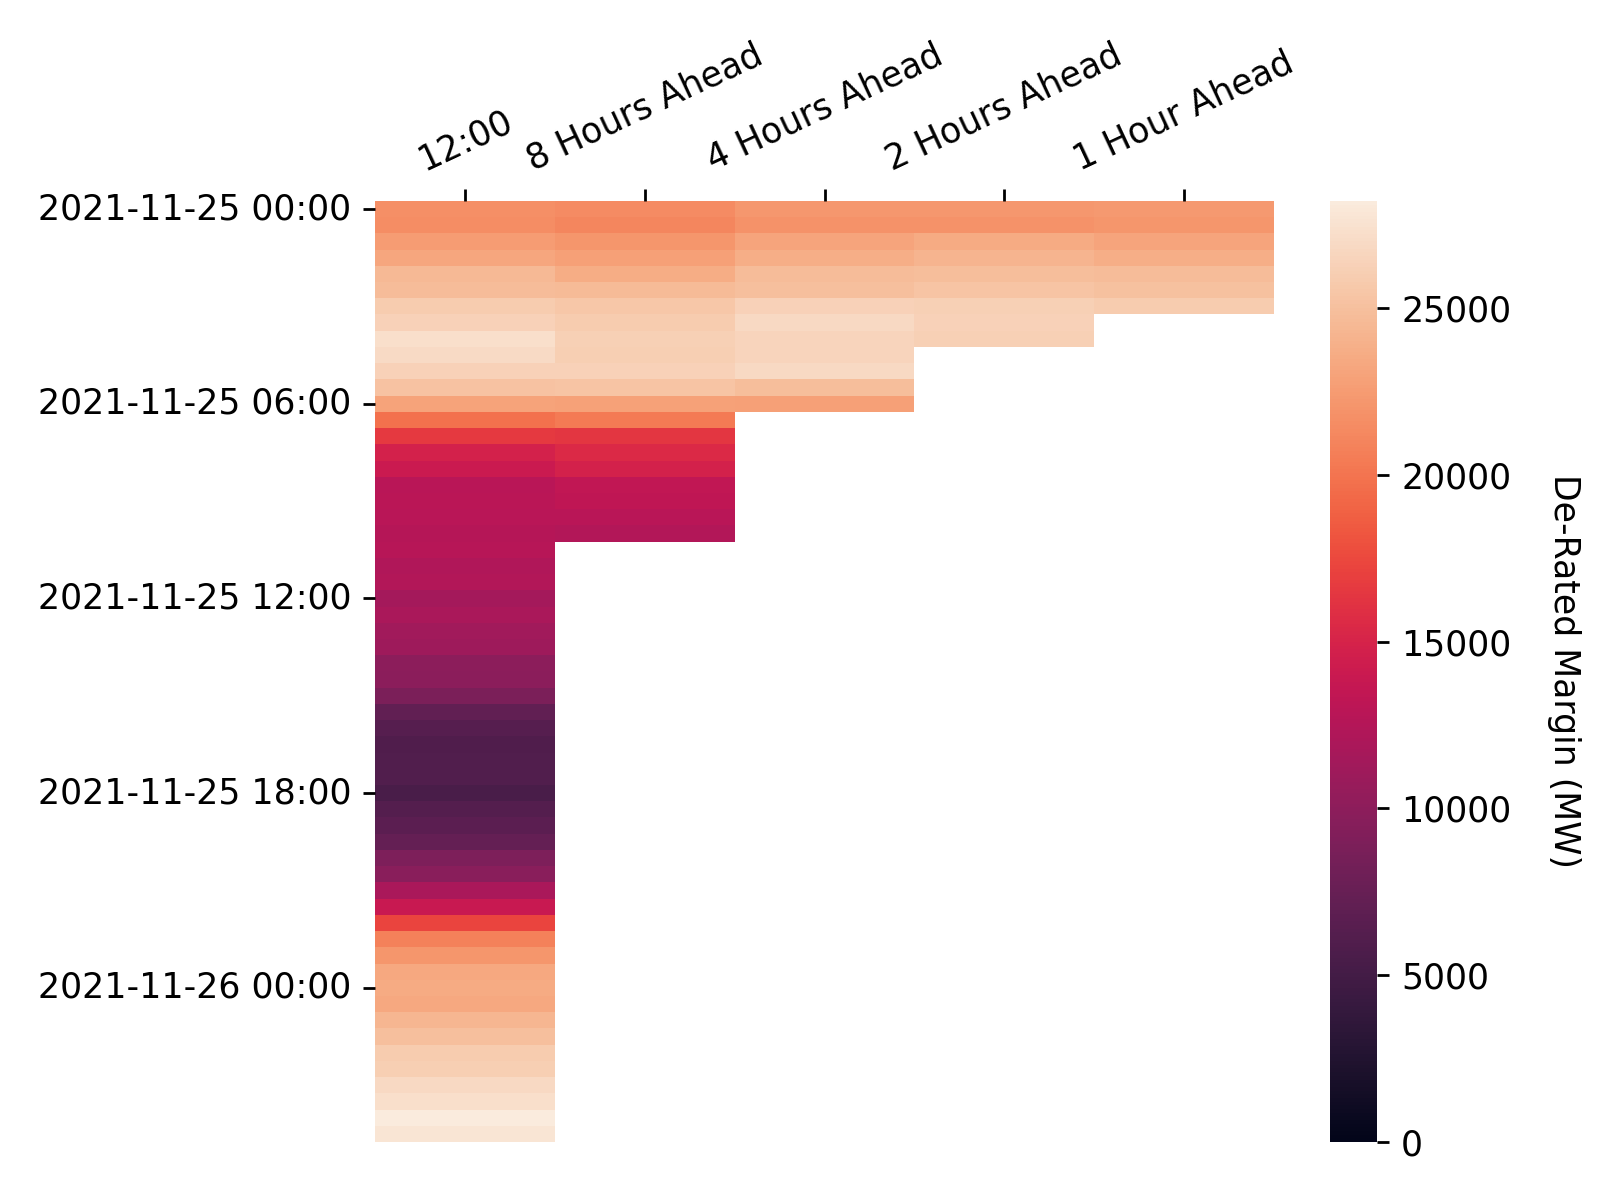 12:00
8 Hours Ahead
4 Hours Ahead
2 Hours Ahead
1 Hour Ahead
2021-11-25 00:00
2021-11-25 06:00
2021-11-25 12:00
2021-11-25 18:00
2021-11-26 00:00
25000
20000
15000
10000
5000
0
De-Rated Margin (MW)